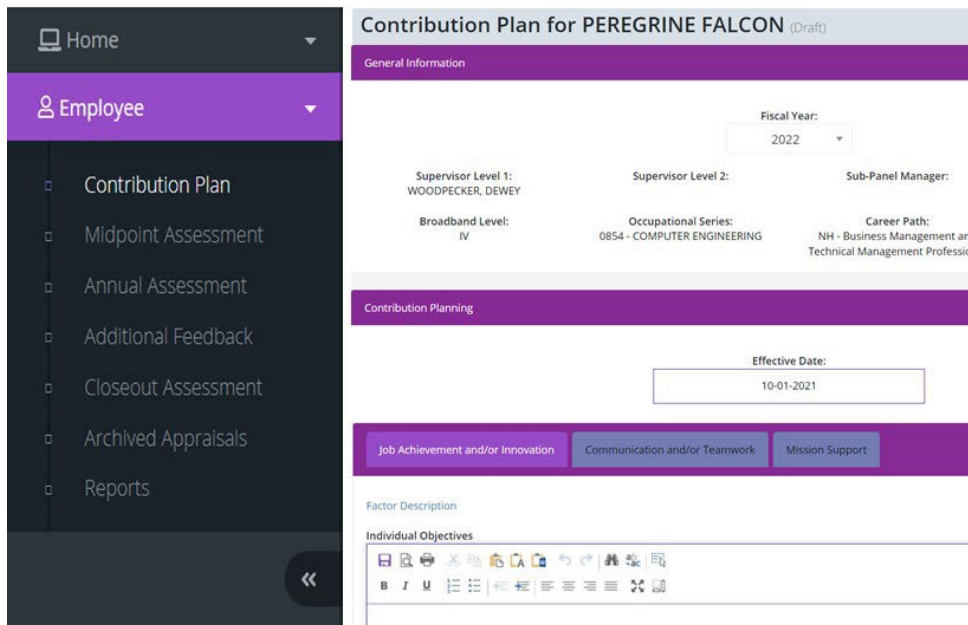 Home
Employee
Contribution Plan
Midpoint Assessment
Annual Assessment
Additional Feedback
Closeout Assessment
Archived Appraisals
Reports
«
Contribution Plan for PEREGRINE FALCON (Draft)
General Information
Fiscal Year:
2022
Supervisor Level 1:
WOODPECKER, DEWEY
Supervisor Level 2:
Sub-Panel Manager:
Broadband Level:
IV
Occupational Series:
0854 - COMPUTER ENGINEERING
Career Path:
NH - Business Management
Technical Management
Contribution Planning
Effective Date:
10-01-2021
Job Achievement and/or Innovation
Communication and/or Teamwork
Mission Support
Factor Description
Individual Objectives
B I U